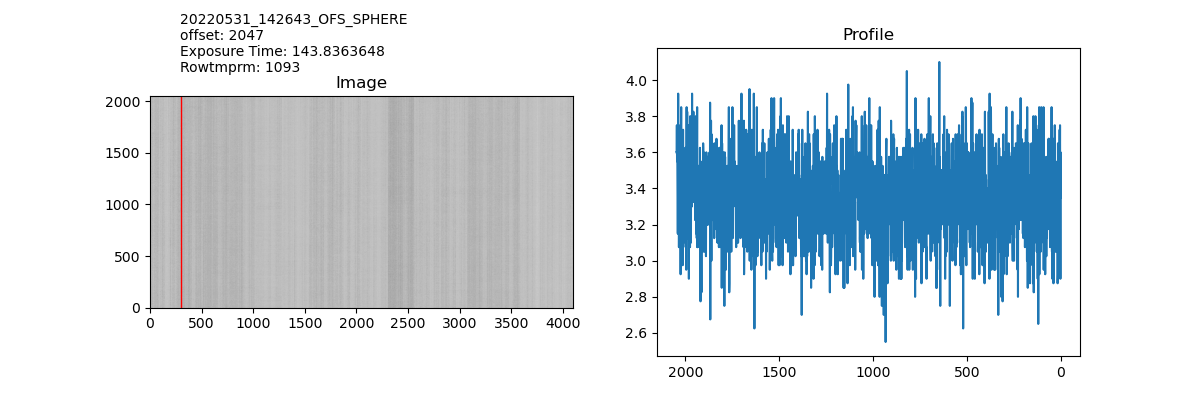 20220531_142643_OFS_SPHERE
offset: 2047
Exposure Time: 143.8363648
Rowtmprm: 1093
Image
2000
1500
1000
500
0
0 500 1000 1500 2000 2500 3000 3500 4000
Profile
4.0
3.8
3.6
3.4
3.2
3.0
2.8
2.6
2000 1500 1000 500 0